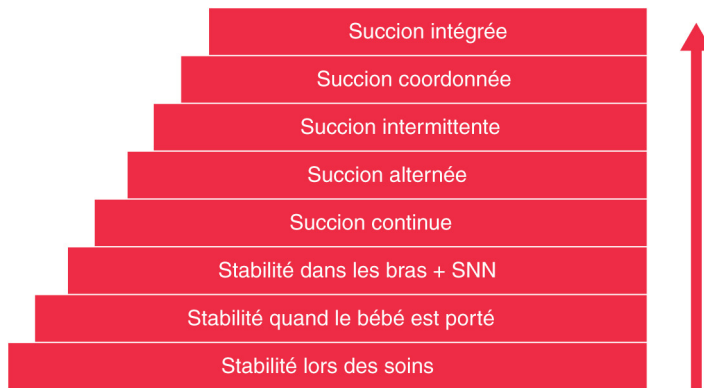 Succion intégrée
Succion coordonnée
Succion intermittente
Succion alternée
Succion continue
Stabilité dans les bras + SNN
Stabilité quand le bébé est porté
Stabilité lors des soins